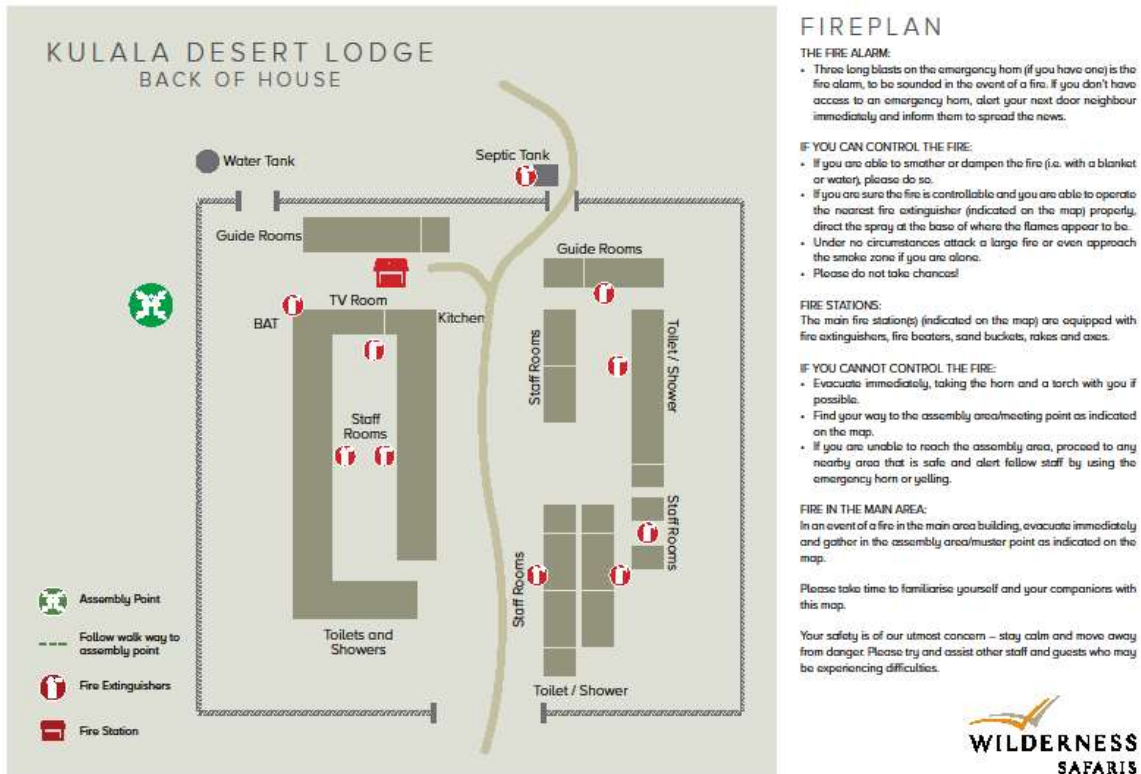 KULALA DESERT LODGE
BACK OF HOUSE
Water Tank
Septic Tank
Guide Rooms
Guide Rooms
TV Room
BAT
Kitchen
Staff Rooms
Toilet / Shower
Staff
Rooms
Staff Rooms
Staff Rooms
Toilets and
Showers
Toilet / Shower
Assembly Point
Follow walk way to
assembly point
Fire Extinguishers
Fire Station
FIREPLAN
THE FIRE ALARM:
• Three long blasts on the emergency horn (if you have one) is the
fire alarm, to be sounded in the event of a fire. If you don't have
access to an emergency horn, alert your next door neighbour
immediately and inform them to spread the news.
IF YOU CAN CONTROL THE FIRE:
• If you are able to smother or dampen the fire (i.e. with a blanket
or water), please do so.
• If you are sure the fire is controllable and you are able to operate
the nearest fire extinguisher (indicated on the map) properly,
direct the spray at the base of where the flames appear to be.
• Under no circumstances attack a large fire or even approach
the smoke zone if you are alone.
• Please do not take chances!
FIRE STATIONS:
The main fire station(s) (indicated on the map) are equipped with
fire extinguishers, fire beaters, sand buckets, rakes and axes.
IF YOU CANNOT CONTROL THE FIRE:
• Evacuate immediately, taking the horn and a torch with you if
possible.
• Find your way to the assembly area/meeting point as indicated
on the map.
• If you are unable to reach the assembly area, proceed to any
nearby area that is safe and alert fellow staff by using the
emergency horn or yelling.
FIRE IN THE MAIN AREA:
In an event of a fire in the main area building, evacuate immediately
and gather in the assembly area/muster point as indicated on the
map.
Please take time to familiarise yourself and your companions with
this map.
Your safety is of our utmost concern – stay calm and move away
from danger. Please try and assist other staff and guests who may
be experiencing difficulties.
WILDERNESS
SAFARIS